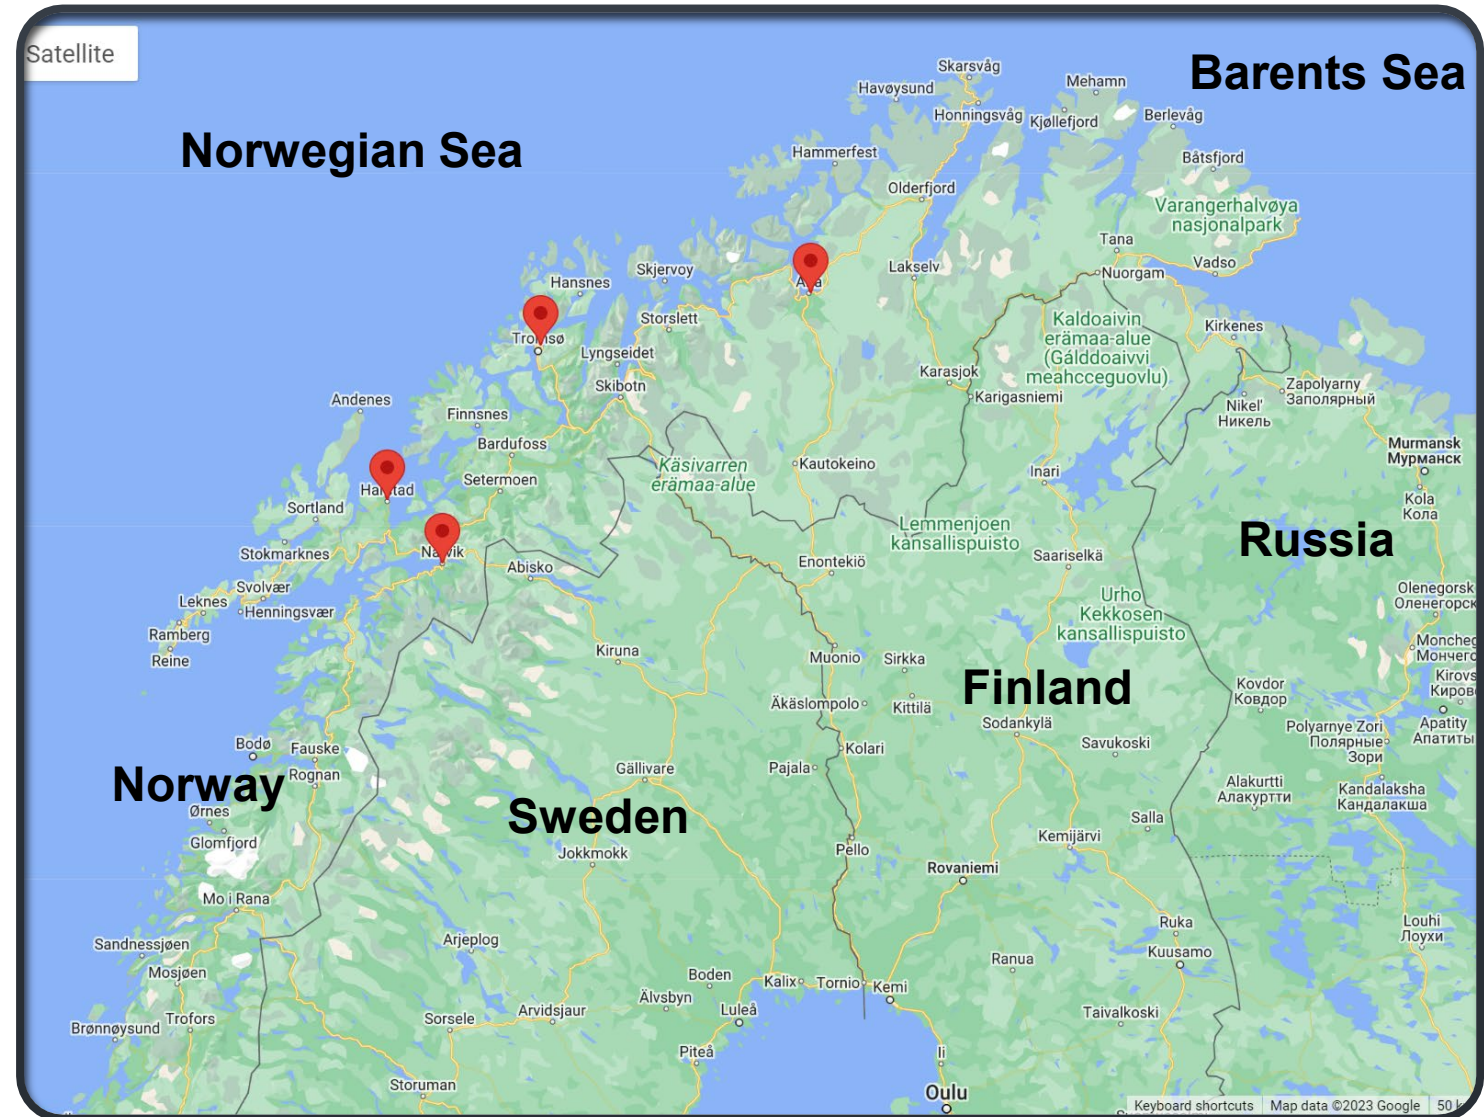 Satellite
Barents Sea
Norwegian Sea
Skarsvåg
Havøysund
Mehamn
Honningsvåg
Kjøllefjord
Berlevåg
Hammerfest
Båtsfjord
Olderfjord
Varangerhalvøya
nasjonalpark
Tana
Lakselv
Nuorgam
Vadso
Skjervoy
Hansnes
Storslett
Kaldoaivin
erämaa-alue
(Gálddoaivvi
meahcceguovlu)
Kirkenes
Lyngseidet
Karasjok
Karigasniemi
Skibotn
Zapolyarny
Заполярный
Nikel'
Никель
Andenes
Finnsnes
Bardufoss
Murmansk
Мурманск
Käsivarren
erämaa-alue
Kautokeino
Inari
Setermoen
Kola
Кола
Sortland
Lemmenjoen
kansallispuisto
Russia
Stokmarknes
Abisko
Enontekiö
Saariselkä
Svolvær
Leknes
Henningsvær
Urho
Kekkosen
kansallispuisto
Olenegorsk
Оленегорск
Ramberg
Reine
Kiruna
Muonio
Sirkka
Finland
Kovdor
Ковдор
Äkäslompolo
Kittilä
Sodankylä
Polyarnye Zori
Полярные
Зори
Apatity
Апатиты
Bodø
Fauske
Kolari
Savukoski
Norway
Rognan
Gällivare
Pajala
Alakurtti
Алакуртти
Kandalaksha
Кандалакша
Ørnes
Sweden
Salla
Glomfjord
Jokkmokk
Pello
Kemijärvi
Rovaniemi
Mo i Rana
Sandnessjøen
Arjeplog
Ruka
Louhi
Лоухи
Mosjøen
Boden
Kalix
Tornio
Kemi
Ranua
Kuusamo
Älvsbyn
Luleå
Brønnøysund
Trofors
Sorsele
Arvidsjaur
Taivalkoski
Piteå
Ii
Storuman
Oulu
Keyboard shortcuts
Map data ©2023 Google
50